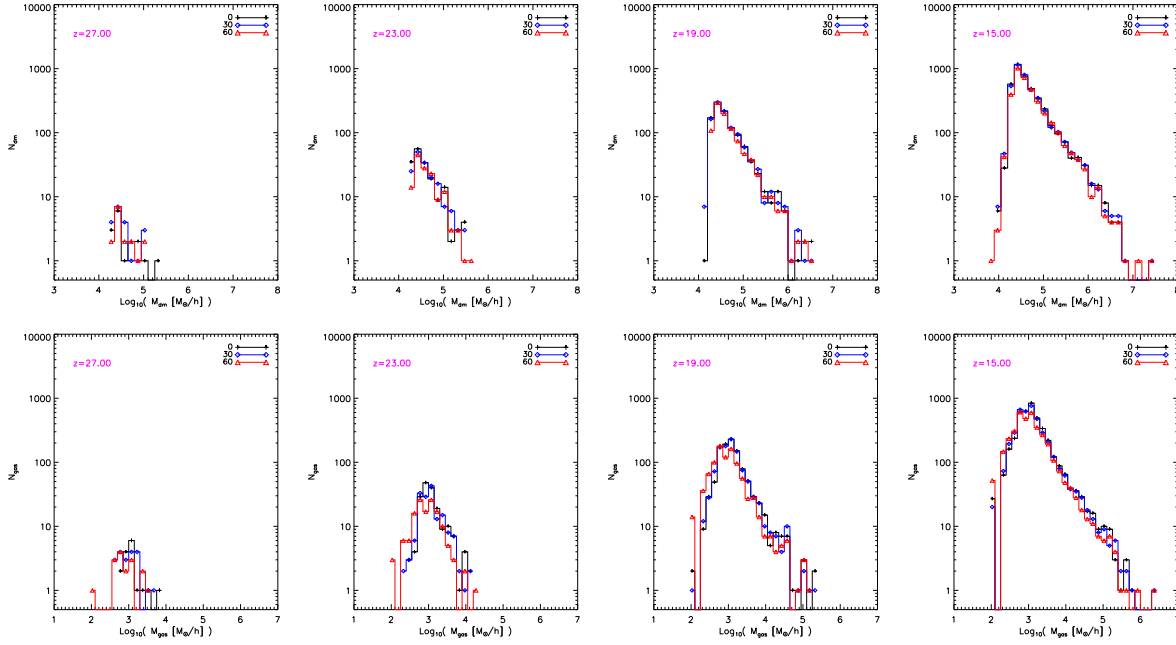 0
30
60
z=27.00
10000
1000
100
10
1
N_dm
3 4 5 6 7 8
Log₁₀( M_dm [M_⊙/h] )
0
30
60
z=23.00
10000
1000
100
10
1
N_dm
3 4 5 6 7 8
Log₁₀( M_dm [M_⊙/h] )
0
30
60
z=19.00
10000
1000
100
10
1
N_dm
3 4 5 6 7 8
Log₁₀( M_dm [M_⊙/h] )
0
30
60
z=15.00
10000
1000
100
10
1
N_dm
3 4 5 6 7 8
Log₁₀( M_dm [M_⊙/h] )
0
30
60
z=27.00
10000
1000
100
10
1
N_gas
1 2 3 4 5 6 7
Log₁₀( M_gas [M_⊙/h] )
0
30
60
z=23.00
10000
1000
100
10
1
N_gas
1 2 3 4 5 6 7
Log₁₀( M_gas [M_⊙/h] )
0
30
60
z=19.00
10000
1000
100
10
1
N_gas
1 2 3 4 5 6 7
Log₁₀( M_gas [M_⊙/h] )
0
30
60
z=15.00
10000
1000
100
10
1
N_gas
1 2 3 4 5 6
Log₁₀( M_gas [M_⊙/h] )